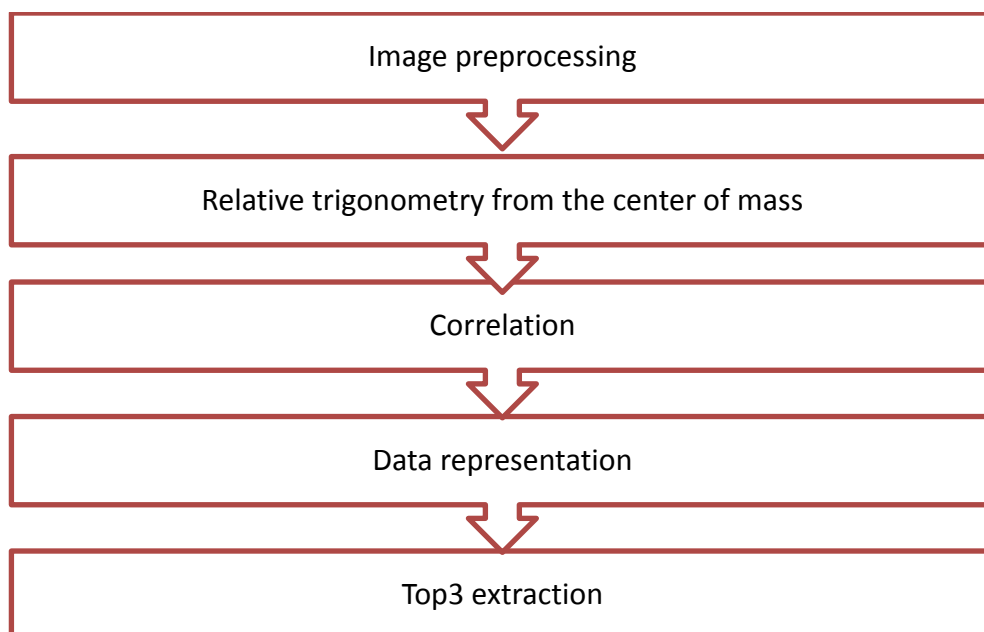 Image preprocessing
Relative trigonometry from the center of mass
Correlation
Data representation
Top3 extraction